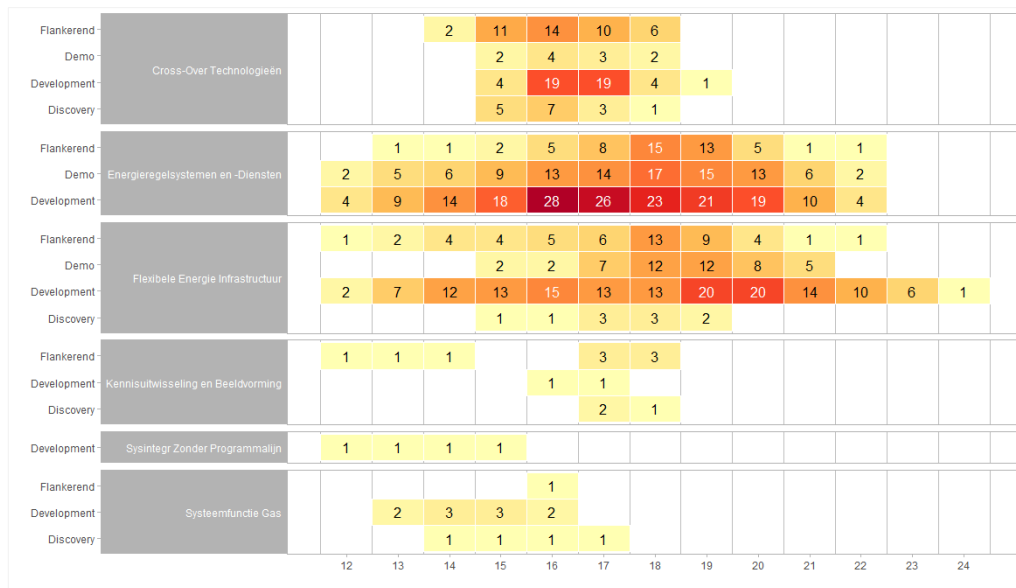 Flankerend 2 11 14 10 6
Demo 2 4 3 2
Cross-Over Technologieën
Development 4 19 19 4 1
Discovery 5 7 3 1
Flankerend 1 1 2 5 8 15 13 5 1 1
Demo Energieregelsystemen en -Diensten 2 5 6 9 13 14 17 15 13 6 2
Development 4 9 14 18 28 26 23 21 19 10 4
Flankerend 1 2 4 4 5 6 13 9 4 1 1
Demo 2 2 7 12 12 8 5
Flexibele Energie Infrastructuur
Development 2 7 12 13 15 13 13 20 20 14 10 6 1
Discovery 1 1 3 3 2
Flankerend 1 1 1 3 3
Development Kennisuitwisseling en Beeldvorming 1 1
Discovery 2 1
Development Sysintegr Zonder Programmalijn 1 1 1 1
Flankerend 1
Development Systeemfunctie Gas 2 3 3 2
Discovery 1 1 1 1
12 13 14 15 16 17 18 19 20 21 22 23 24